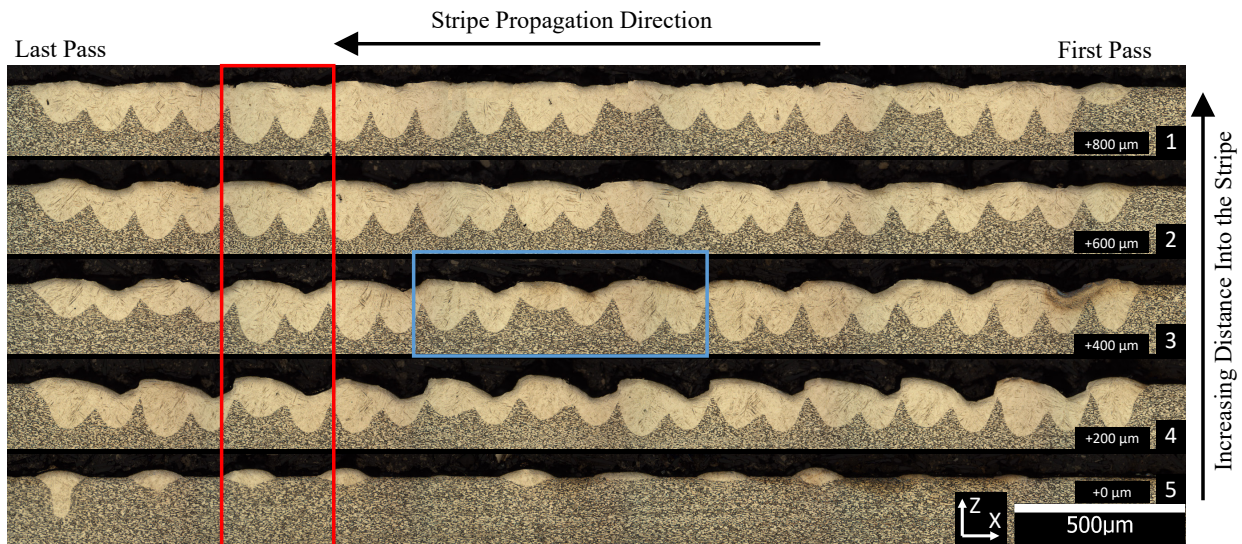 Stripe Propagation Direction
Last Pass
First Pass
+800 µm
1
+600 µm
2
+400 µm
3
+200 µm
4
+0 µm
5
Z
X
500µm
Increasing Distance Into the Stripe